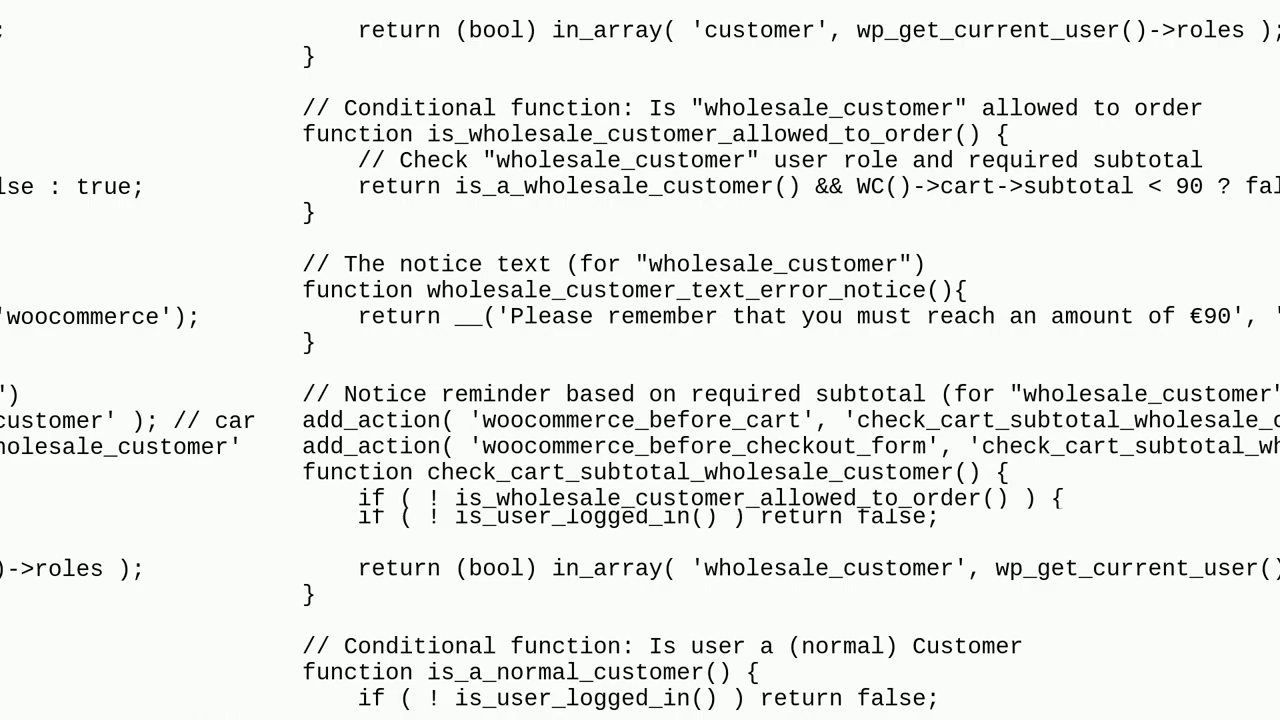 ;	return (bool) in_array( 'customer', wp_get_current_user()->roles );
}
// Conditional function: Is "wholesale_customer" allowed to order
function is_wholesale_customer_allowed_to_order() {
// Check "wholesale_customer" user role and required subtotal
lse : true;	return is_a_wholesale_customer() && WC()->cart->subtotal < 90 ? fal
}
// The notice text (for "wholesale_customer")
function wholesale_customer_text_error_notice(){
'woocommerce');	return __('Please remember that you must reach an amount of €90', '
}
')	// Notice reminder based on required subtotal (for "wholesale_customer"
customer' ); // car	add_action( 'woocommerce_before_cart', 'check_cart_subtotal_wholesale_c
holesale_customer'	add_action( 'woocommerce_before_checkout_form', 'check_cart_subtotal_wh
function check_cart_subtotal_wholesale_customer() {
if ( ! is_wholesale_customer_allowed_to_order() ) {
if ( ! is_user_logged_in() ) return false;
)->roles );	return (bool) in_array( 'wholesale_customer', wp_get_current_user()
}
// Conditional function: Is user a (normal) Customer
function is_a_normal_customer() {
if ( ! is_user_logged_in() ) return false;